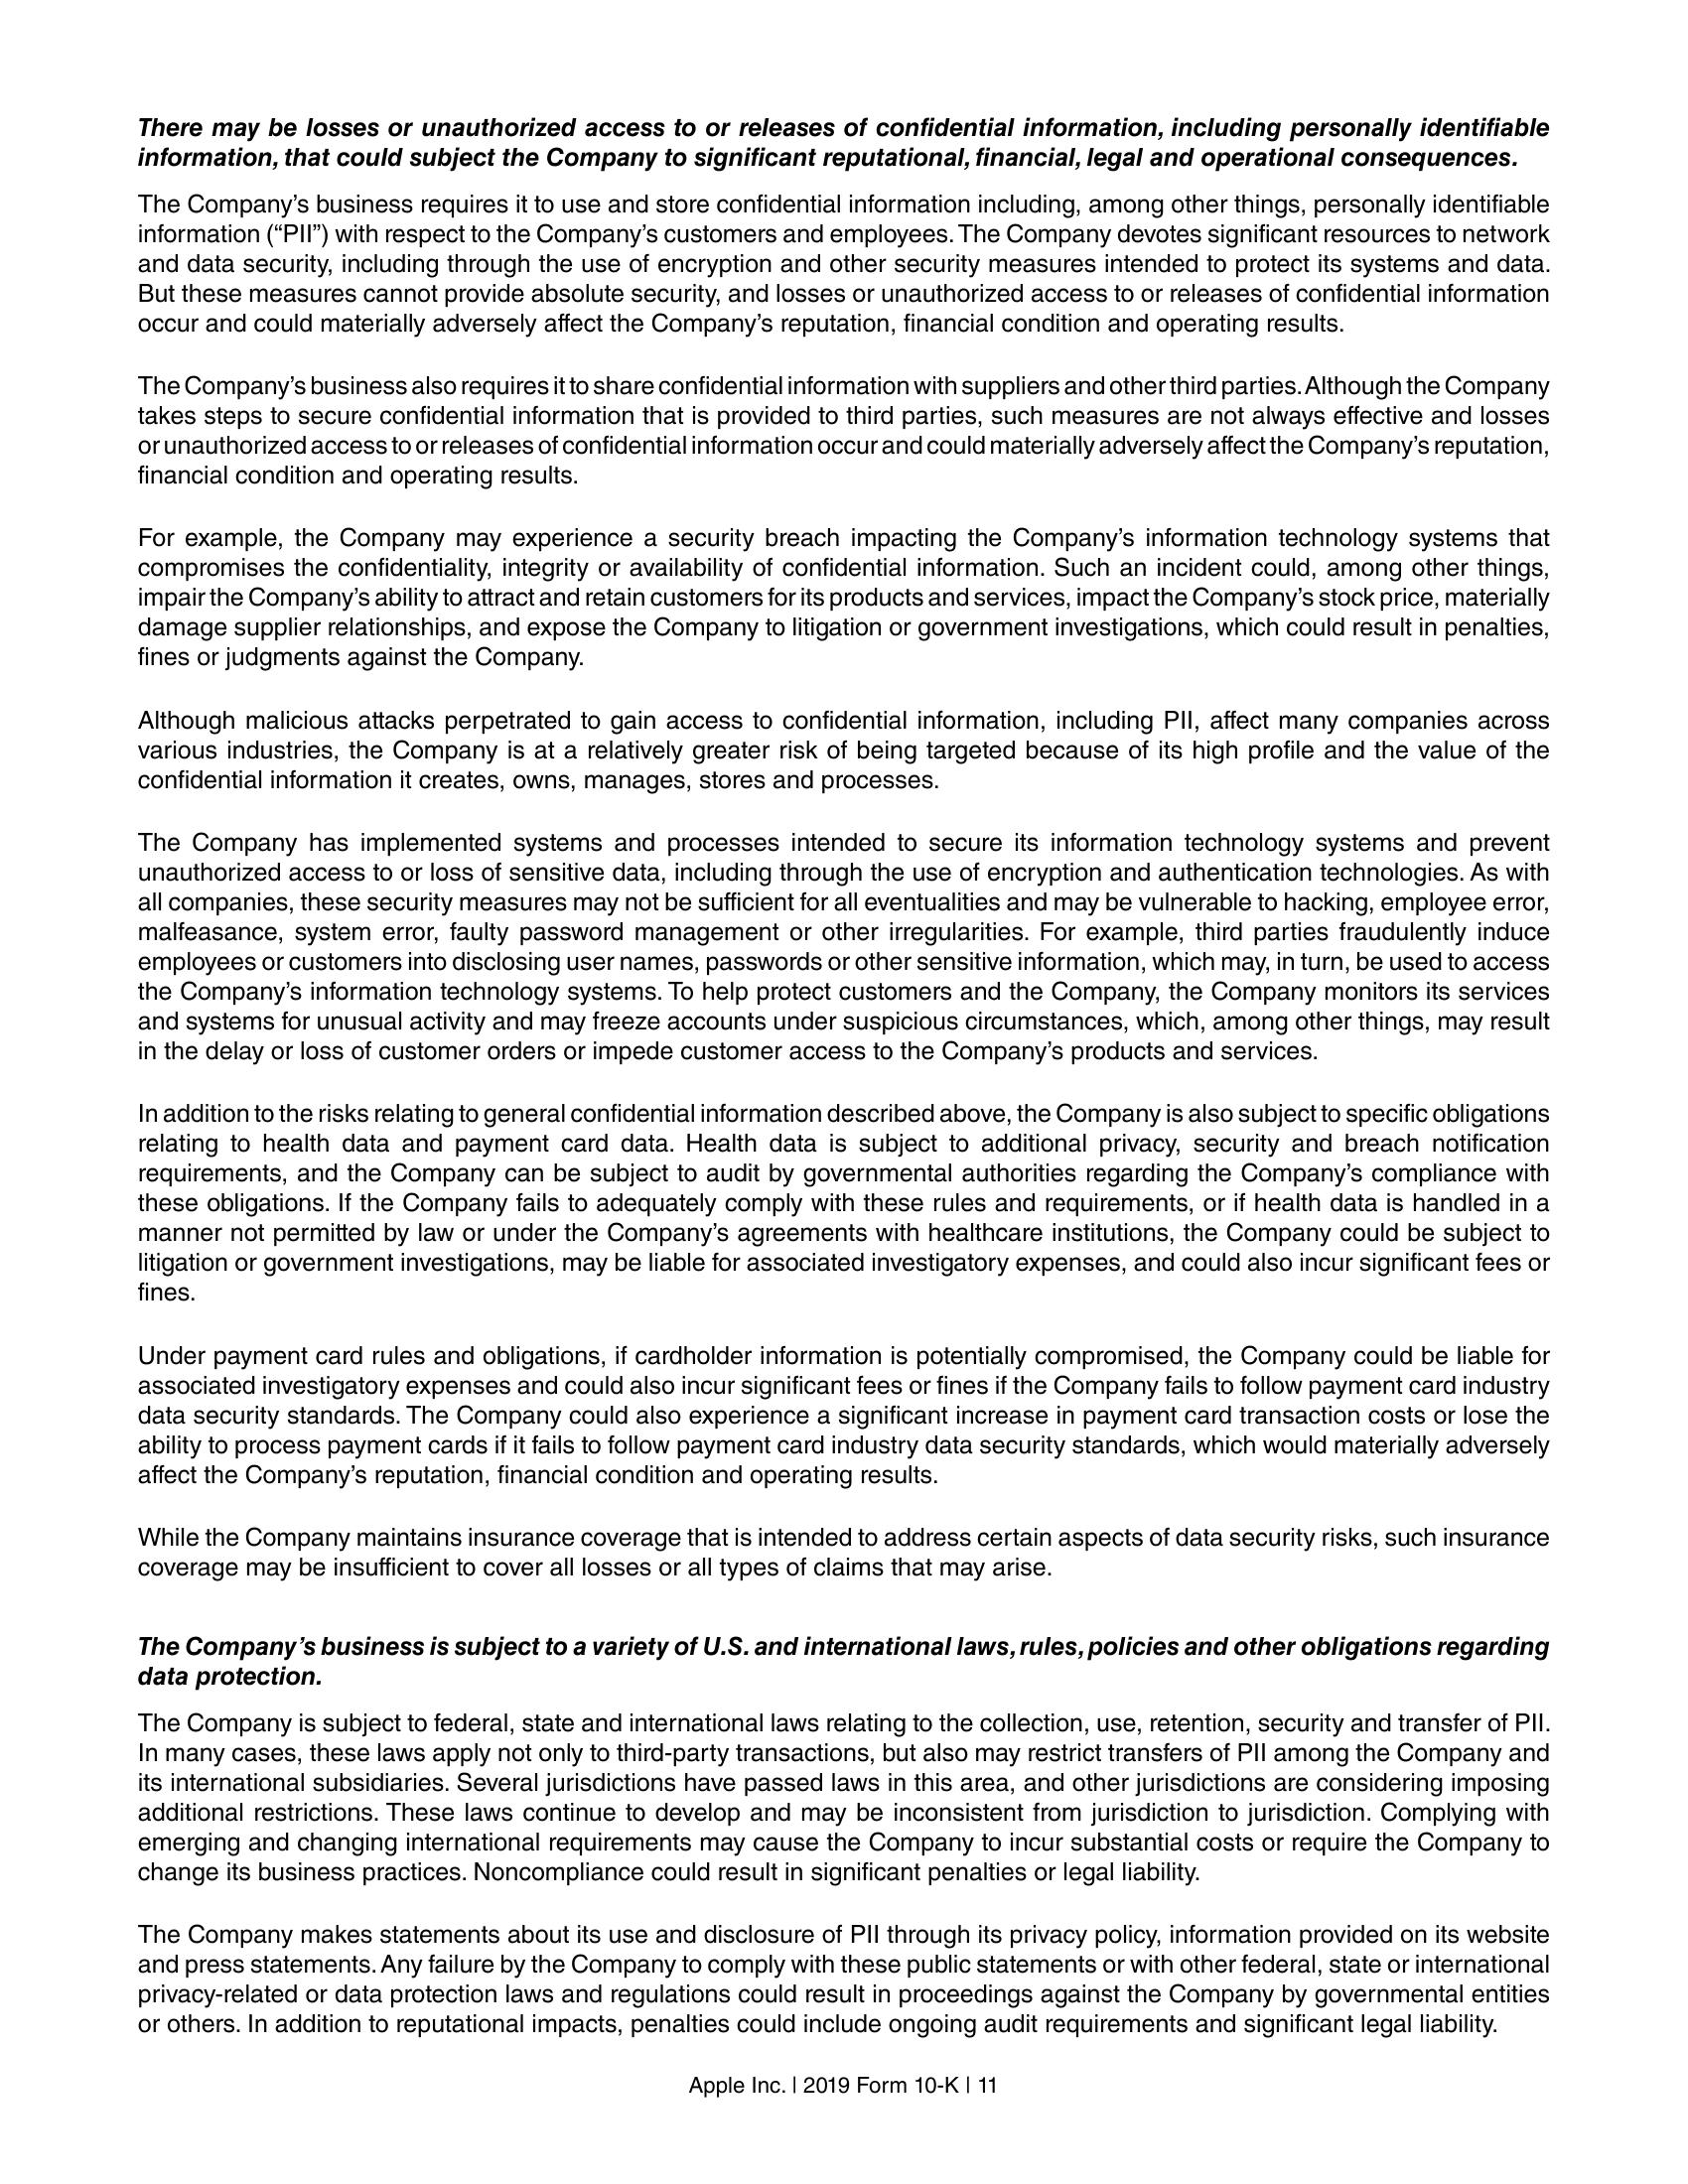 There may be losses or unauthorized access to or releases of confidential information, including personally identifiable
information, that could subject the Company to significant reputational, financial, legal and operational consequences.
The Company’s business requires it to use and store confidential information including, among other things, personally identifiable
information (“PII”) with respect to the Company’s customers and employees. The Company devotes significant resources to network
and data security, including through the use of encryption and other security measures intended to protect its systems and data.
But these measures cannot provide absolute security, and losses or unauthorized access to or releases of confidential information
occur and could materially adversely affect the Company’s reputation, financial condition and operating results.
The Company’s business also requires it to share confidential information with suppliers and other third parties. Although the Company
takes steps to secure confidential information that is provided to third parties, such measures are not always effective and losses
or unauthorized access to or releases of confidential information occur and could materially adversely affect the Company’s reputation,
financial condition and operating results.
For example, the Company may experience a security breach impacting the Company’s information technology systems that
compromises the confidentiality, integrity or availability of confidential information. Such an incident could, among other things,
impair the Company’s ability to attract and retain customers for its products and services, impact the Company’s stock price, materially
damage supplier relationships, and expose the Company to litigation or government investigations, which could result in penalties,
fines or judgments against the Company.
Although malicious attacks perpetrated to gain access to confidential information, including PII, affect many companies across
various industries, the Company is at a relatively greater risk of being targeted because of its high profile and the value of the
confidential information it creates, owns, manages, stores and processes.
The Company has implemented systems and processes intended to secure its information technology systems and prevent
unauthorized access to or loss of sensitive data, including through the use of encryption and authentication technologies. As with
all companies, these security measures may not be sufficient for all eventualities and may be vulnerable to hacking, employee error,
malfeasance, system error, faulty password management or other irregularities. For example, third parties fraudulently induce
employees or customers into disclosing user names, passwords or other sensitive information, which may, in turn, be used to access
the Company’s information technology systems. To help protect customers and the Company, the Company monitors its services
and systems for unusual activity and may freeze accounts under suspicious circumstances, which, among other things, may result
in the delay or loss of customer orders or impede customer access to the Company’s products and services.
In addition to the risks relating to general confidential information described above, the Company is also subject to specific obligations
relating to health data and payment card data. Health data is subject to additional privacy, security and breach notification
requirements, and the Company can be subject to audit by governmental authorities regarding the Company’s compliance with
these obligations. If the Company fails to adequately comply with these rules and requirements, or if health data is handled in a
manner not permitted by law or under the Company’s agreements with healthcare institutions, the Company could be subject to
litigation or government investigations, may be liable for associated investigatory expenses, and could also incur significant fees or
fines.
Under payment card rules and obligations, if cardholder information is potentially compromised, the Company could be liable for
associated investigatory expenses and could also incur significant fees or fines if the Company fails to follow payment card industry
data security standards. The Company could also experience a significant increase in payment card transaction costs or lose the
ability to process payment cards if it fails to follow payment card industry data security standards, which would materially adversely
affect the Company’s reputation, financial condition and operating results.
While the Company maintains insurance coverage that is intended to address certain aspects of data security risks, such insurance
coverage may be insufficient to cover all losses or all types of claims that may arise.
The Company’s business is subject to a variety of U.S. and international laws, rules, policies and other obligations regarding
data protection.
The Company is subject to federal, state and international laws relating to the collection, use, retention, security and transfer of PII.
In many cases, these laws apply not only to third-party transactions, but also may restrict transfers of PII among the Company and
its international subsidiaries. Several jurisdictions have passed laws in this area, and other jurisdictions are considering imposing
additional restrictions. These laws continue to develop and may be inconsistent from jurisdiction to jurisdiction. Complying with
emerging and changing international requirements may cause the Company to incur substantial costs or require the Company to
change its business practices. Noncompliance could result in significant penalties or legal liability.
The Company makes statements about its use and disclosure of PII through its privacy policy, information provided on its website
and press statements. Any failure by the Company to comply with these public statements or with other federal, state or international
privacy-related or data protection laws and regulations could result in proceedings against the Company by governmental entities
or others. In addition to reputational impacts, penalties could include ongoing audit requirements and significant legal liability.
Apple Inc. | 2019 Form 10-K | 11